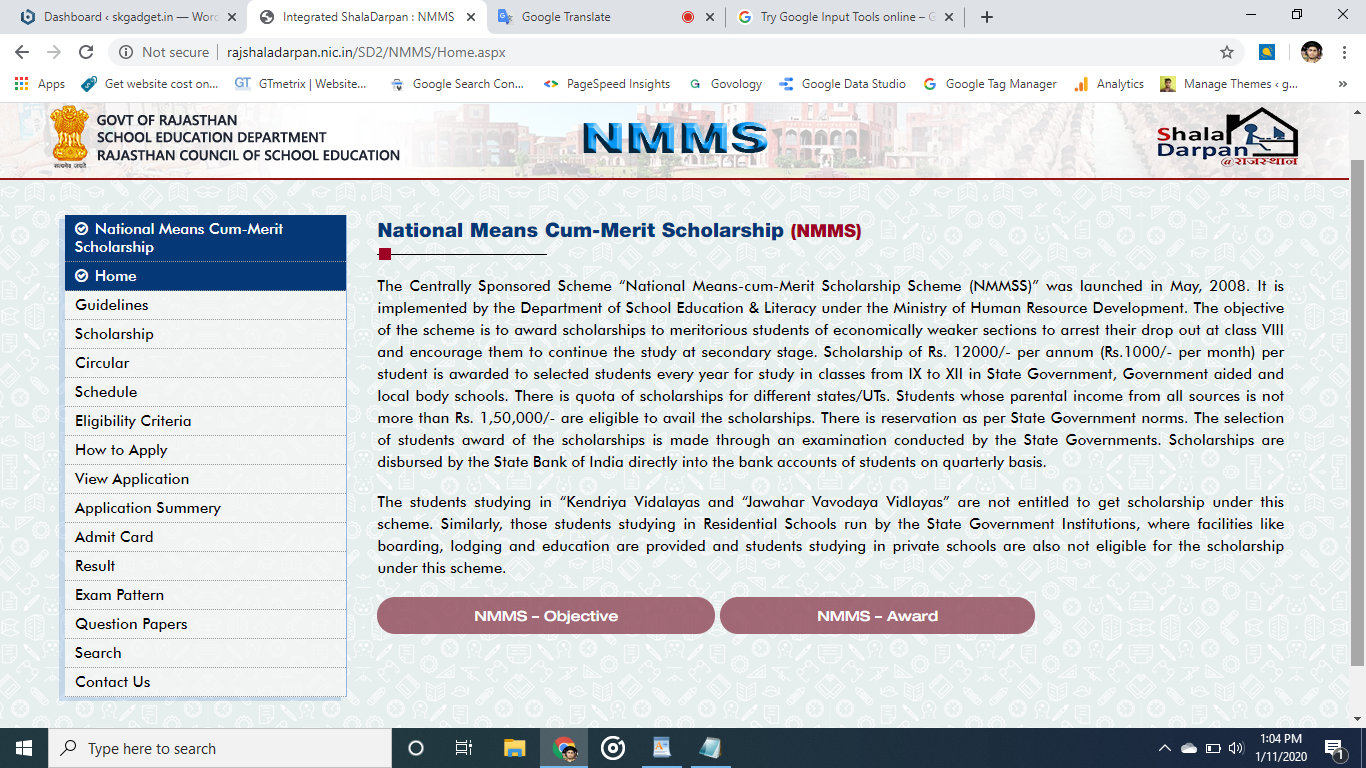 Dashboard ‹ skgadget.in — Wor
Integrated ShalaDarpan : NMMS
Google Translate
Try Google Input Tools online – G
Not secure
rajshaladarpan.nic.in/SD2/NMMS/Home.aspx
Apps
Get website cost on...
GT
GTmetrix | Website...
Google Search Con...
PageSpeed Insights
Govology
Google Data Studio
Google Tag Manager
Analytics
Manage Themes ‹ g...
»
सत्यमेव जयते
GOVT OF RAJASTHAN
SCHOOL EDUCATION DEPARTMENT
RAJASTHAN COUNCIL OF SCHOOL EDUCATION
NMMS
Shala
Darpan
@राजस्थान
National Means Cum-Merit
Scholarship
Home
Guidelines
Scholarship
Circular
Schedule
Eligibility Criteria
How to Apply
View Application
Application Summery
Admit Card
Result
Exam Pattern
Question Papers
Search
Contact Us
National Means Cum-Merit Scholarship (NMMS)
The Centrally Sponsored Scheme “National Means-cum-Merit Scholarship Scheme (NMMSS)” was launched in May, 2008. It is
implemented by the Department of School Education & Literacy under the Ministry of Human Resource Development. The objective
of the scheme is to award scholarships to meritorious students of economically weaker sections to arrest their drop out at class VIII
and encourage them to continue the study at secondary stage. Scholarship of Rs. 12000/- per annum (Rs.1000/- per month) per
student is awarded to selected students every year for study in classes from IX to XII in State Government, Government aided and
local body schools. There is quota of scholarships for different states/UTs. Students whose parental income from all sources is not
more than Rs. 1,50,000/- are eligible to avail the scholarships. There is reservation as per State Government norms. The selection
of students award of the scholarships is made through an examination conducted by the State Governments. Scholarships are
disbursed by the State Bank of India directly into the bank accounts of students on quarterly basis.
The students studying in “Kendriya Vidalayas and “Jawahar Vavodaya Vidlayas” are not entitled to get scholarship under this
scheme. Similarly, those students studying in Residential Schools run by the State Government Institutions, where facilities like
boarding, lodging and education are provided and students studying in private schools are also not eligible for the scholarship
under this scheme.
NMMS – Objective
NMMS – Award
Type here to search
1:04 PM
1/11/2020
1